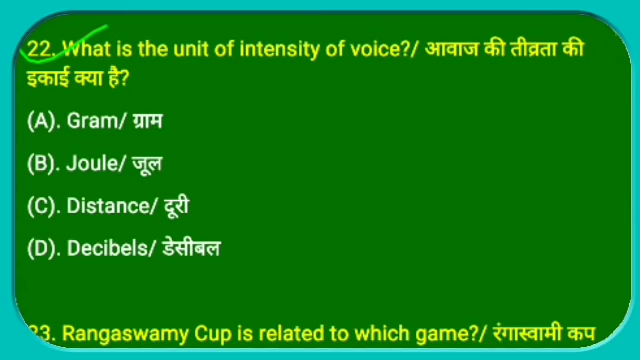 22. What is the unit of intensity of voice?/ आवाज की तीव्रता की
इकाई क्या है?
(A). Gram/ ग्राम
(B). Joule/ जूल
(C). Distance/ दूरी
(D). Decibels/ डेसीबल
23. Rangaswamy Cup is related to which game?/ रंगास्वामी कप